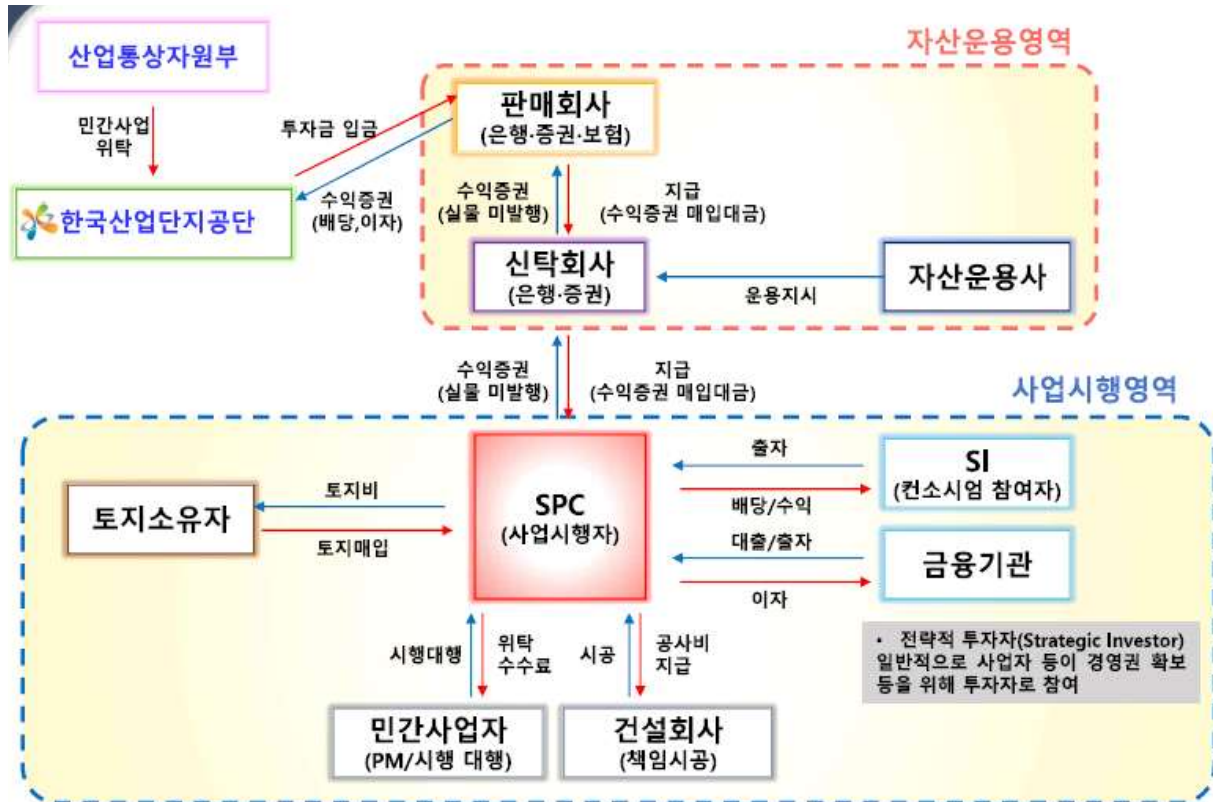 자산운용영역
산업통상자원부
민간사업
위탁
한국산업단지공단
투자금 입금
수익증권
(배당,이자)
판매회사
(은행·증권·보험)
수익증권
(실물 미발행)
지급
(수익증권 매입대금)
신탁회사
(은행·증권)
운용지시
자산운용사
수익증권
(실물 미발행)
지급
(수익증권 매입대금)
사업시행영역
토지소유자
토지비
토지매입
SPC
(사업시행자)
출자
배당/수익
SI
(컨소시엄 참여자)
대출/출자
이자
금융기관
• 전략적 투자자(Strategic Investor)
일반적으로 사업자 등이 경영권 확보
등을 위해 투자자로 참여
시행대행
위탁
수수료
시공
공사비
지급
민간사업자
(PM/시행 대행)
건설회사
(책임시공)